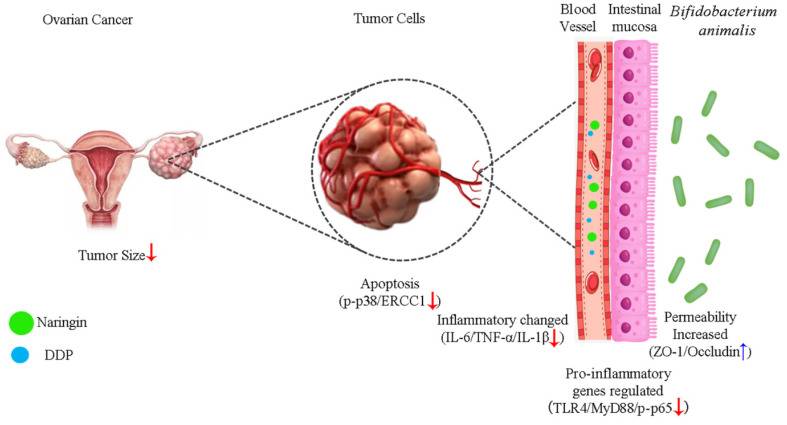 Ovarian Cancer
Tumor Cells
Blood
Vessel
Intestinal
mucosa
Bifidobacterium
animalis
Tumor Size↓
Naringin
DDP
Apoptosis
(p-p38/ERCC1↓)
Inflammatory changed
(IL-6/TNF-α/IL-1β↓)
Permeability
Increased
(ZO-1/Occludin↑)
Pro-inflammatory
genes regulated
(TLR4/MyD88/p-p65↓)